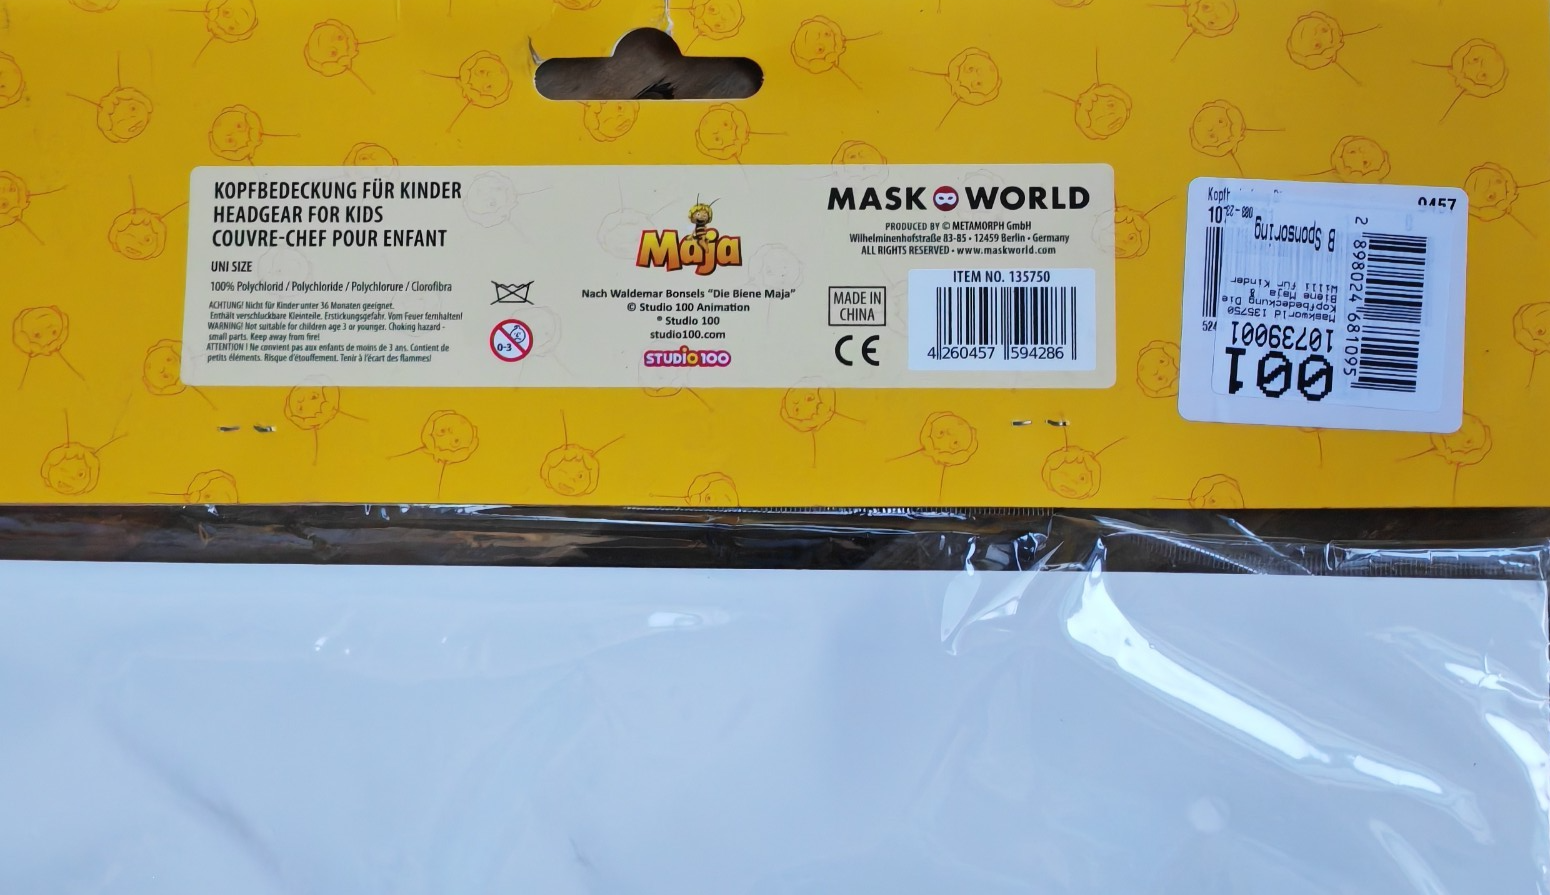 KOPFBEDECKUNG FÜR KINDER
HEADGEAR FOR KIDS
COUVRE-CHEF POUR ENFANT
UNI SIZE
100% Polychlorid / Polychloride / Polychlorure / Clorofibra
ACHTUNG! Nicht für Kinder unter 36 Monaten geeignet.
Enthält verschluckbare Kleinteile. Erstickungsgefahr. Vom Feuer fernhalten!
WARNING! Not suitable for children age 3 or younger. Choking hazard -
small parts. Keep away from fire!
ATTENTION ! Ne convient pas aux enfants de moins de 3 ans. Contient de
petits éléments. Risque d'étouffement. Tenir à l'écart des flammes!
0-3
Maja
Nach Waldemar Bonsels "Die Biene Maja"
© Studio 100 Animation
® Studio 100
studio100.com
STUDIO 100
MASK WORLD
PRODUCED BY © METAMORPH GmbH
Wilhelminenhofstraße 83-85 • 12459 Berlin • Germany
ALL RIGHTS RESERVED • www.maskworld.com
MADE IN
CHINA
CE
ITEM NO. 135750
4 260457 594286
0457
524
001
10739001
Maskworld 135750
Kopfbedeckung Die
Biene Maja &
Willi für Kinder
B Sponsoring
2 898024 681095